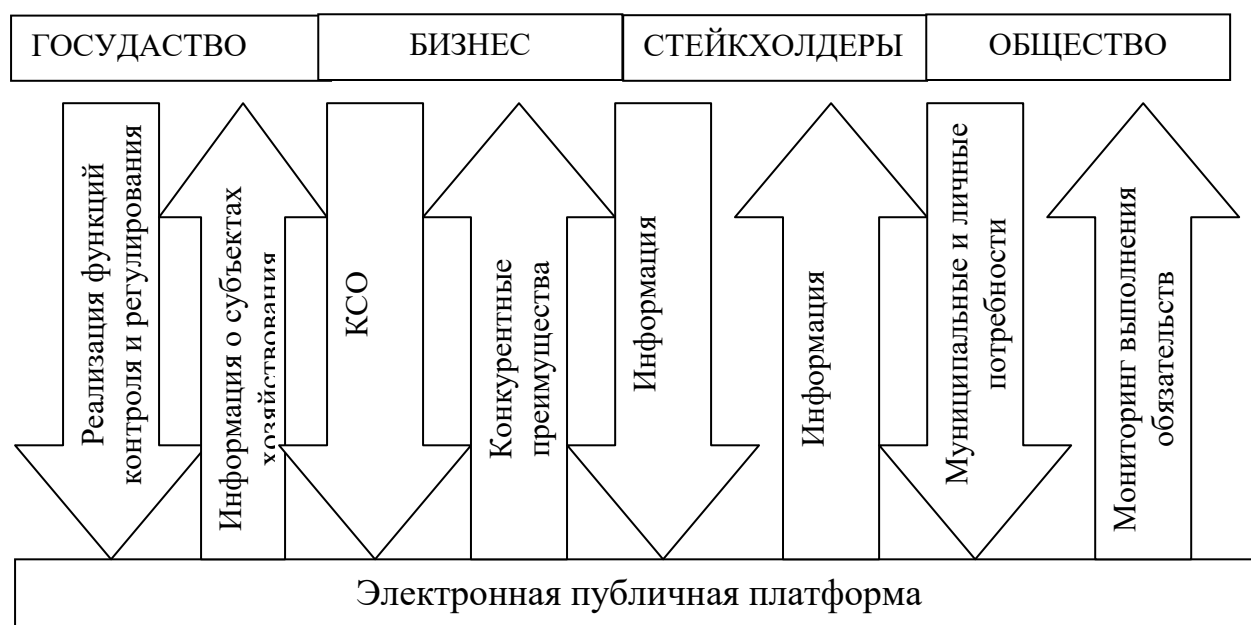 ГОСУДАСТВО
БИЗНЕС
СТЕЙКХОЛДЕРЫ
ОБЩЕСТВО
Реализация функций
контроля и регулирования
Информация о субъектах
хозяйствования
КСО
Конкурентные
преимущества
Информация
Информация
Муниципальные и личные
потребности
Мониторинг выполнения
обязательств
Электронная публичная платформа